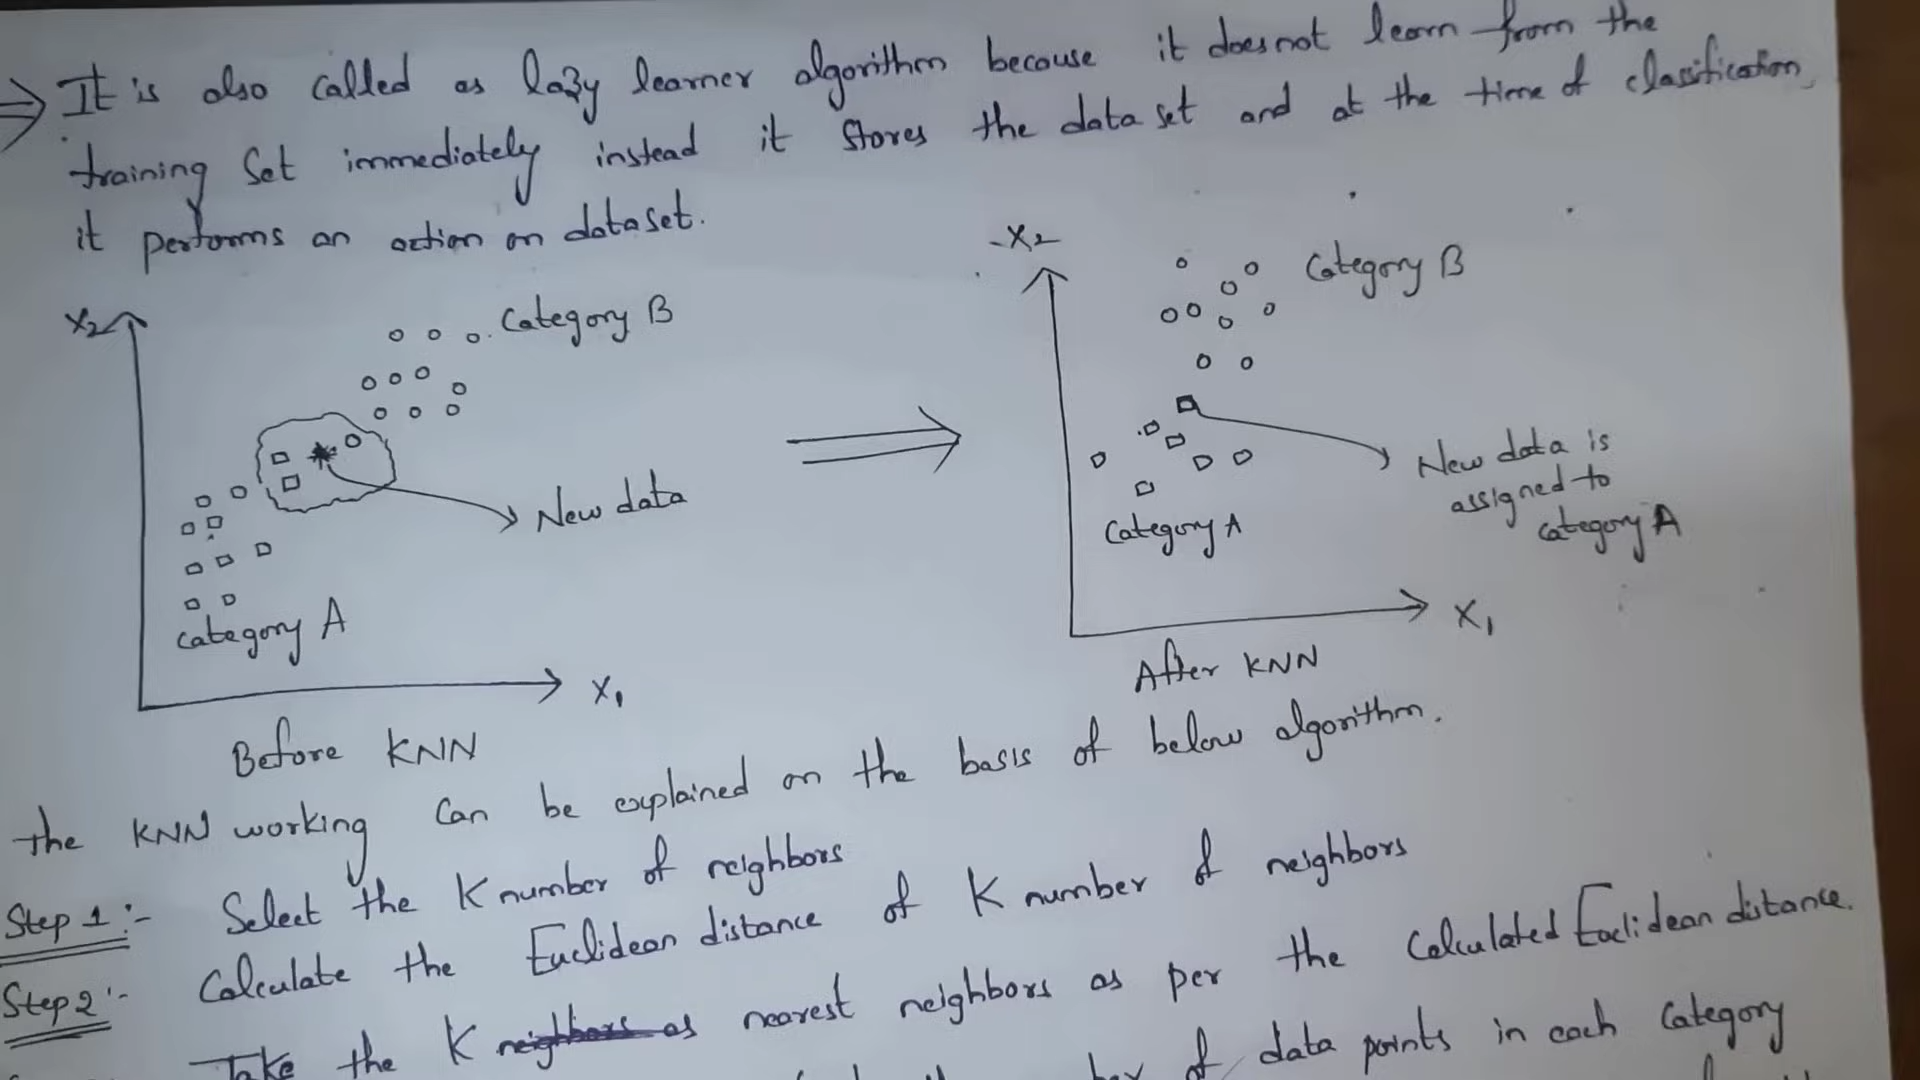 ⇒ It is also called as lazy learner algorithm because it does not learn from the
training set immediately instead it stores the data set and at the time of classification,
it performs an action on dataset.
X2
Category B
New data
Category A
X1
Before KNN
X2
Category B
New data is
assigned to
category A
Category A
X1
After KNN
the KNN working can be explained on the basis of below algorithm.
Step 1:- Select the K number of neighbors
Step 2:- Calculate the Euclidean distance of K number of neighbors
Take the K nearest neighbors as per the Calculated Euclidean distance.
of data points in each category